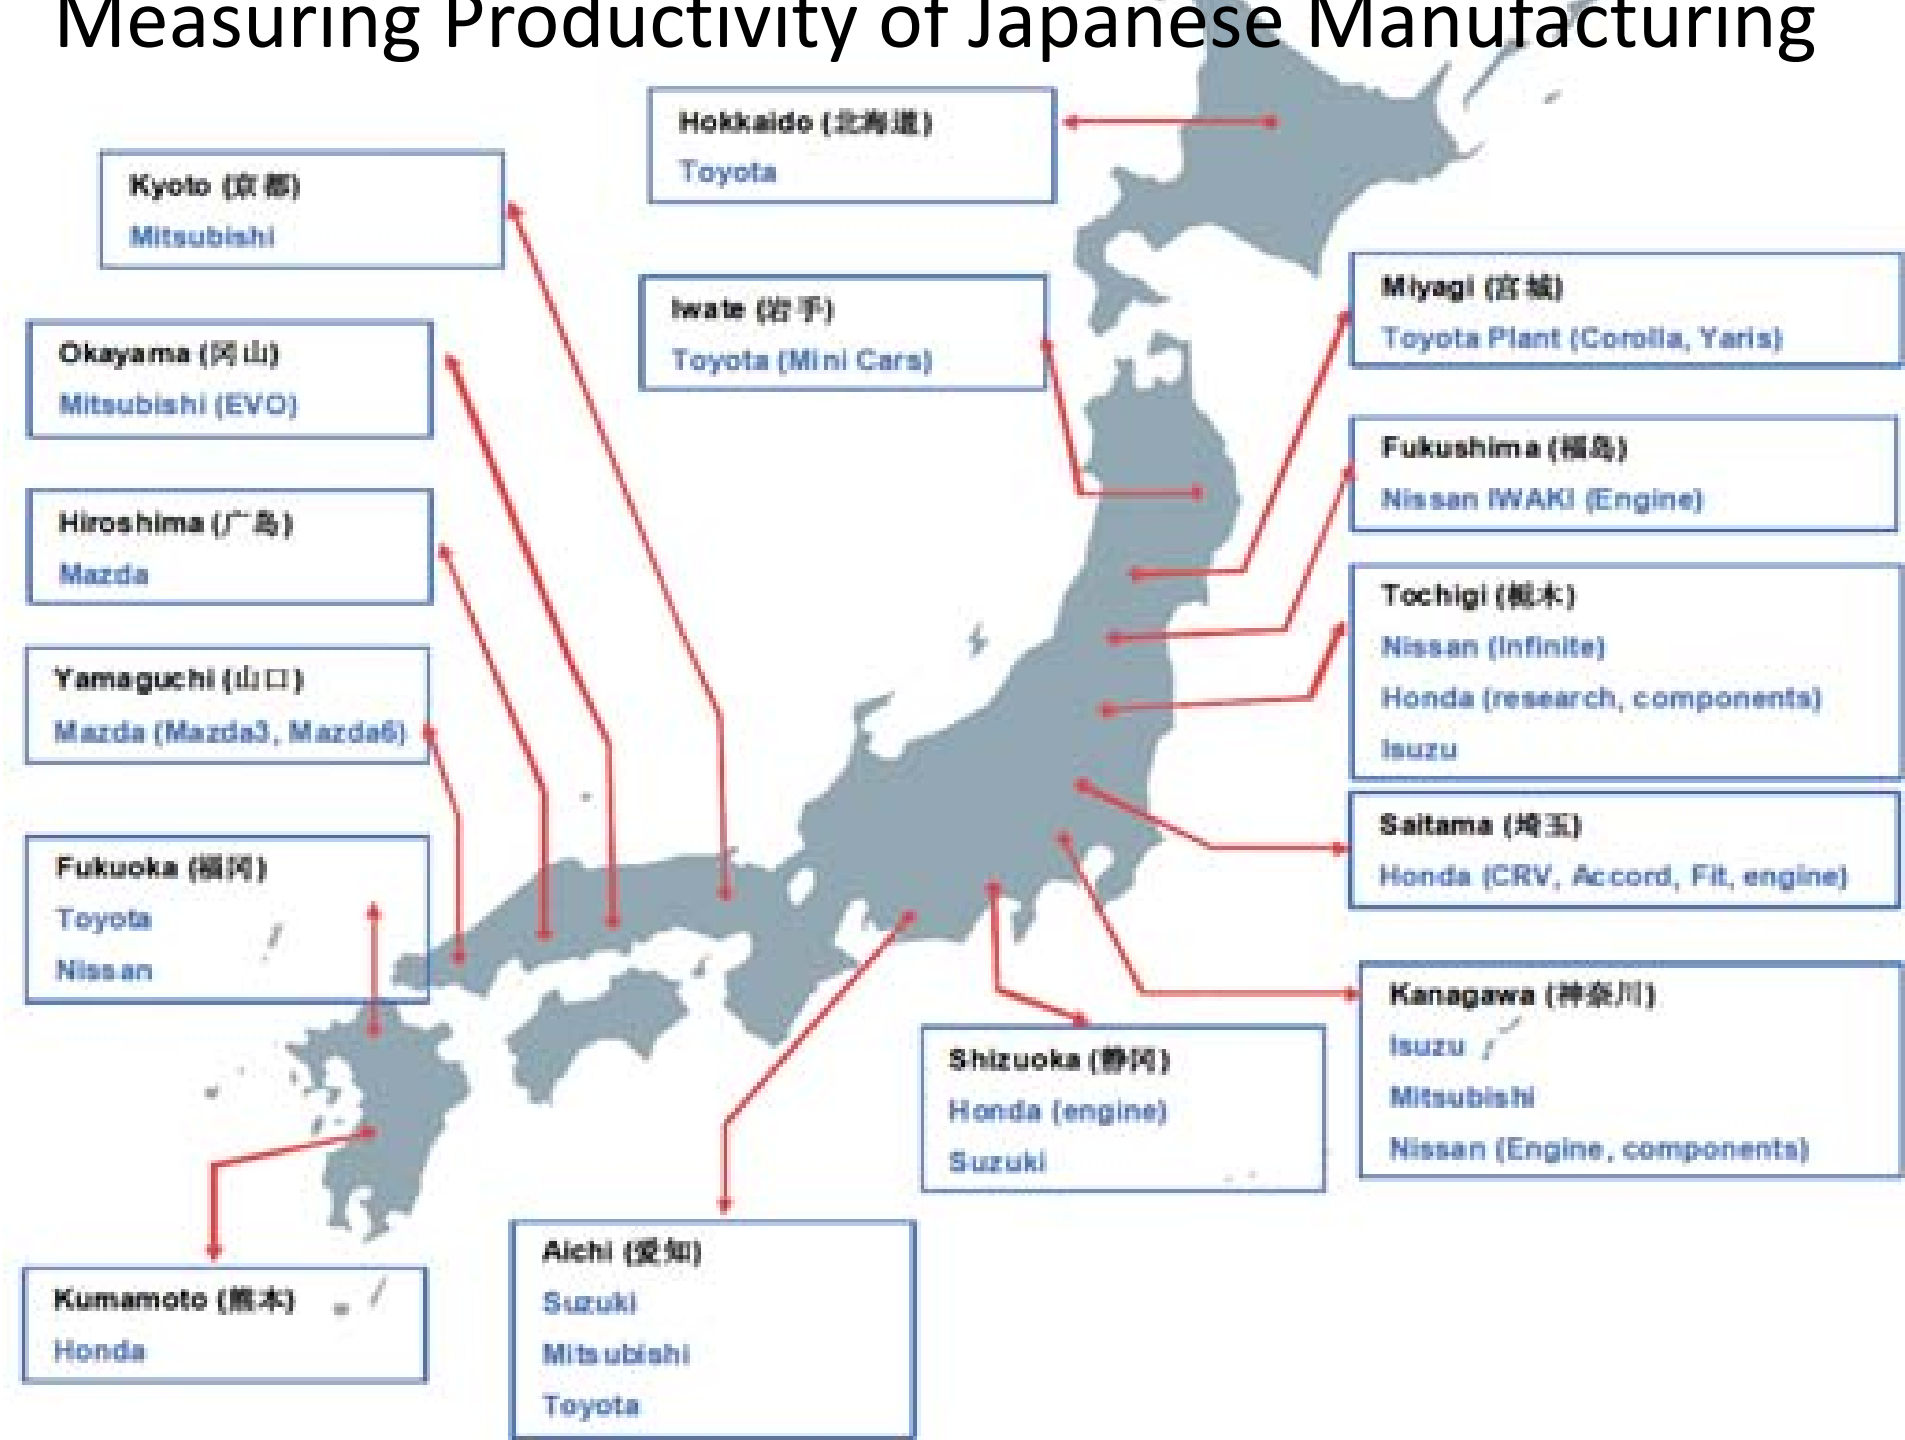 Measuring Productivity of Japanese Manufacturing
Hokkaido (北海道)
Toyota
Kyoto (京都)
Mitsubishi
Iwate (岩手)
Toyota (Mini Cars)
Miyagi (宫城)
Toyota Plant (Corolla, Yaris)
Okayama (冈山)
Mitsubishi (EVO)
Fukushima (福岛)
Nissan IWAKI (Engine)
Hiroshima (广岛)
Mazda
Tochigi (栃木)
Nissan (Infinite)
Honda (research, components)
Isuzu
Yamaguchi (山口)
Mazda (Mazda3, Mazda6)
Saitama (埼玉)
Honda (CRV, Accord, Fit, engine)
Fukuoka (福冈)
Toyota
Nissan
Kanagawa (神奈川)
Isuzu
Mitsubishi
Nissan (Engine, components)
Shizuoka (静冈)
Honda (engine)
Suzuki
Aichi (爱知)
Suzuki
Mitsubishi
Toyota
Kumamoto (熊本)
Honda